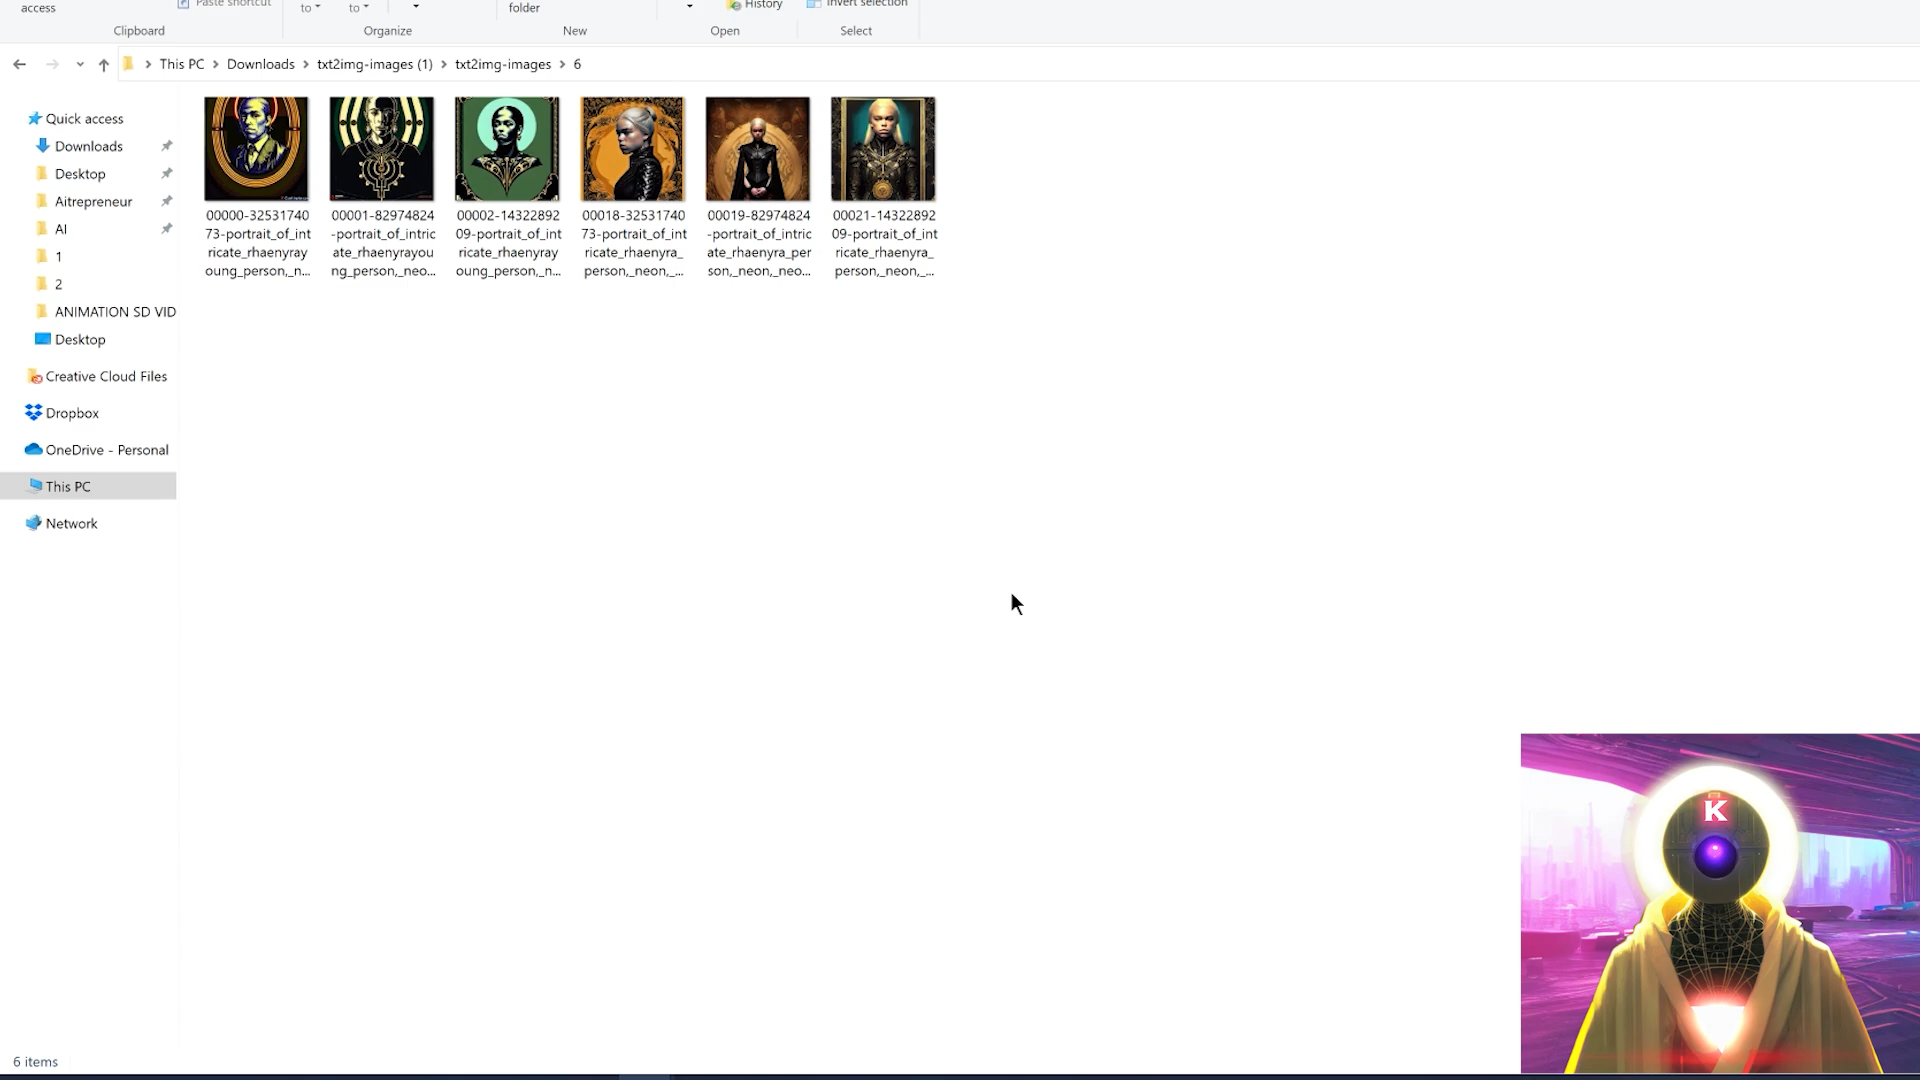 access
Paste shortcut
to
to
folder
History
Invert selection
Clipboard
Organize
New
Open
Select
This PC
Downloads
txt2img-images (1)
txt2img-images
6
Quick access
Downloads
Desktop
Aitrepreneur
AI
1
2
ANIMATION SD VID
Desktop
Creative Cloud Files
Dropbox
OneDrive - Personal
This PC
Network
00000-32531740
73-portrait_of_int
ricate_rhaenyray
oung_person,_n...
00001-82974824
-portrait_of_intric
ate_rhaenyrayou
ng_person,_neo...
00002-14322892
09-portrait_of_int
ricate_rhaenyray
oung_person,_n...
00018-32531740
73-portrait_of_int
ricate_rhaenyra_
person,_neon,_...
00019-82974824
-portrait_of_intric
ate_rhaenyra_per
son,_neon,_neo...
00021-14322892
09-portrait_of_int
ricate_rhaenyra_
person,_neon,_...
K
6 items